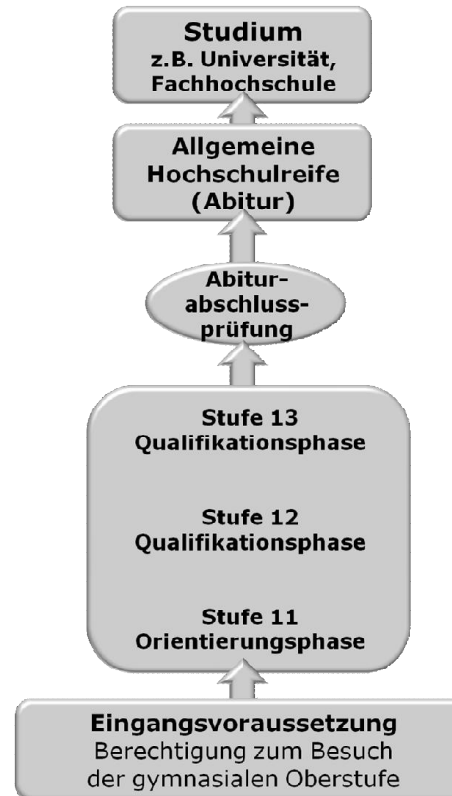 Studium
z.B. Universität,
Fachhochschule
Allgemeine
Hochschulreife
(Abitur)
Abitur-
abschluss-
prüfung
Stufe 13
Qualifikationsphase
Stufe 12
Qualifikationsphase
Stufe 11
Orientierungsphase
Eingangsvoraussetzung
Berechtigung zum Besuch
der gymnasialen Oberstufe